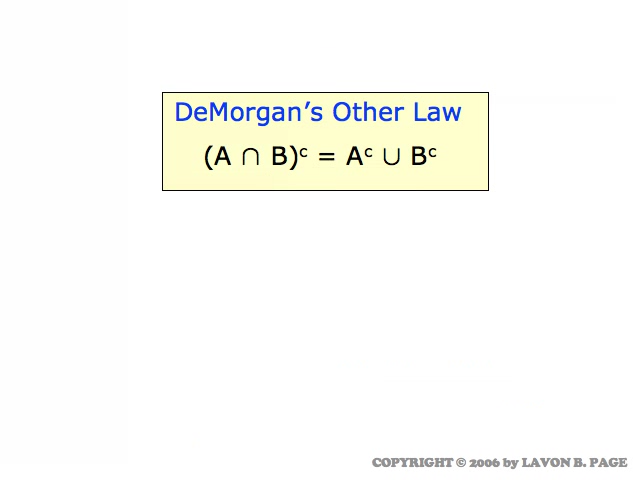 DeMorgan's Other Law
(A ∩ B)ᶜ = Aᶜ ∪ Bᶜ
COPYRIGHT © 2006 by LAVON B. PAGE